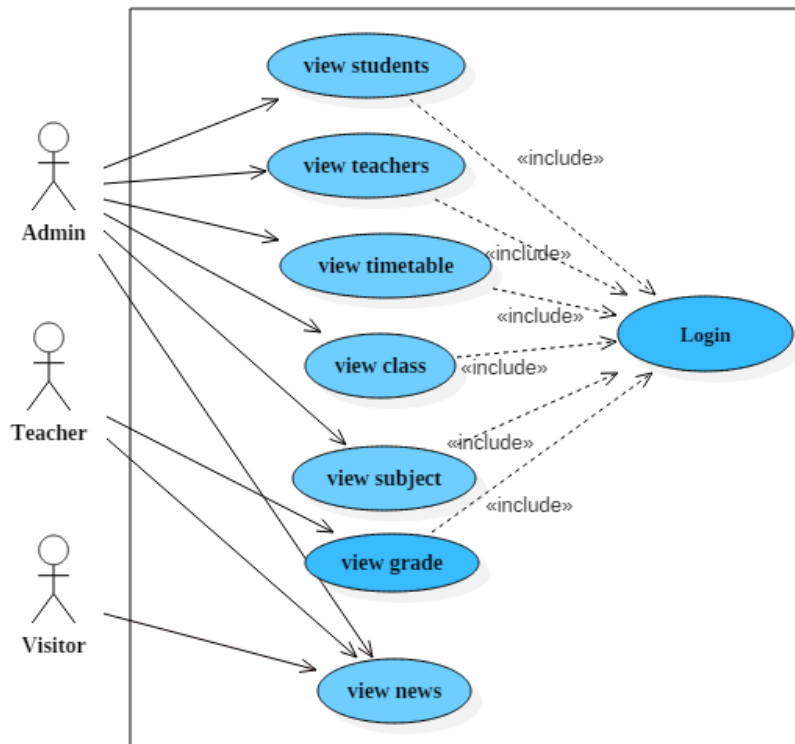 view students
«include»
view teachers
Admin
«include»
view timetable
«include»
Login
view class
«include»
Teacher
«include»
view subject
«include»
view grade
Visitor
view news